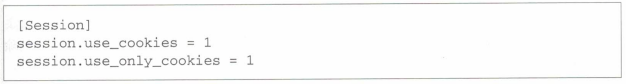 [Session]
session.use_cookies = 1
session.use_only_cookies = 1